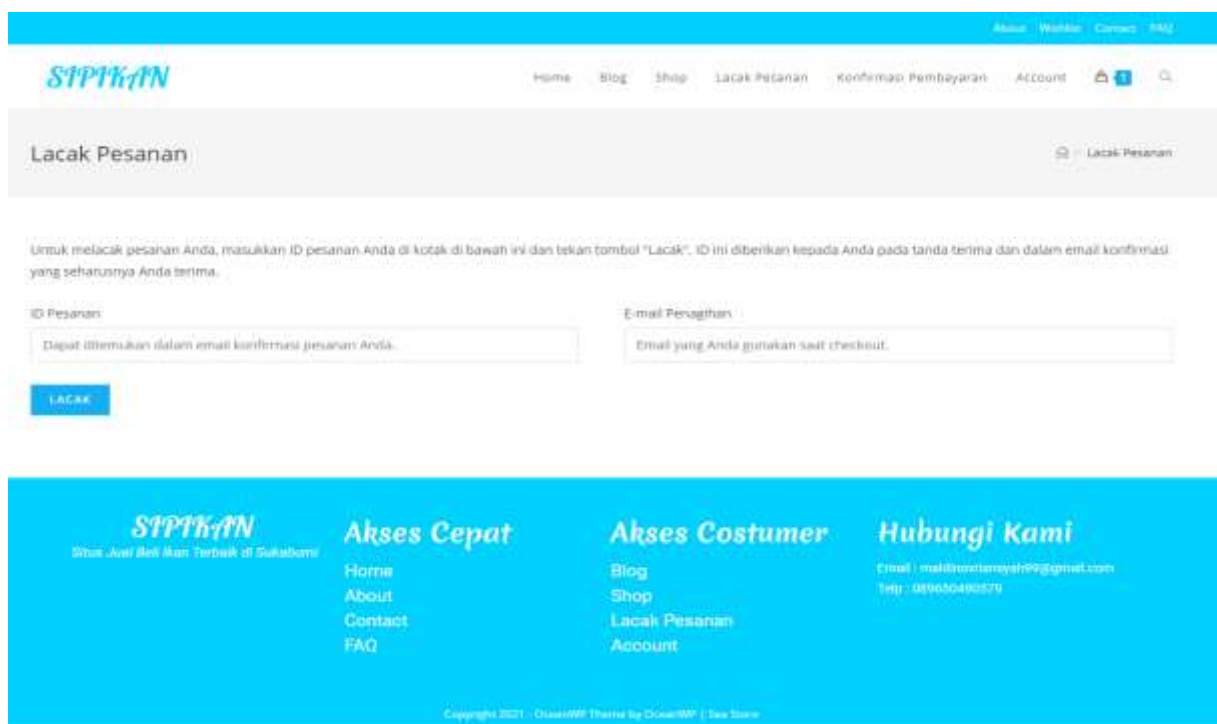 About Wishlist Contact FAQ
SIPIKAN
Home Blog Shop Lacak Pesanan Konfirmasi Pembayaran Account 1
Lacak Pesanan
Lacak Pesanan
Untuk melacak pesanan Anda, masukkan ID pesanan Anda di kotak di bawah ini dan tekan tombol "Lacak". ID ini diberikan kepada Anda pada tanda terima dan dalam email konfirmasi
yang seharusnya Anda terima.
ID Pesanan
E-mail Penagihan
Dapat ditemukan dalam email konfirmasi pesanan Anda.
Email yang Anda gunakan saat checkout.
LACAK
SIPIKAN
Situs Jual Beli Ikan Terbaik di Sukabumi
Akses Cepat
Home
About
Contact
FAQ
Akses Costumer
Blog
Shop
Lacak Pesanan
Account
Hubungi Kami
Email :
Telp :
Copyright 2021 - OceanWP Theme by OceanWP |